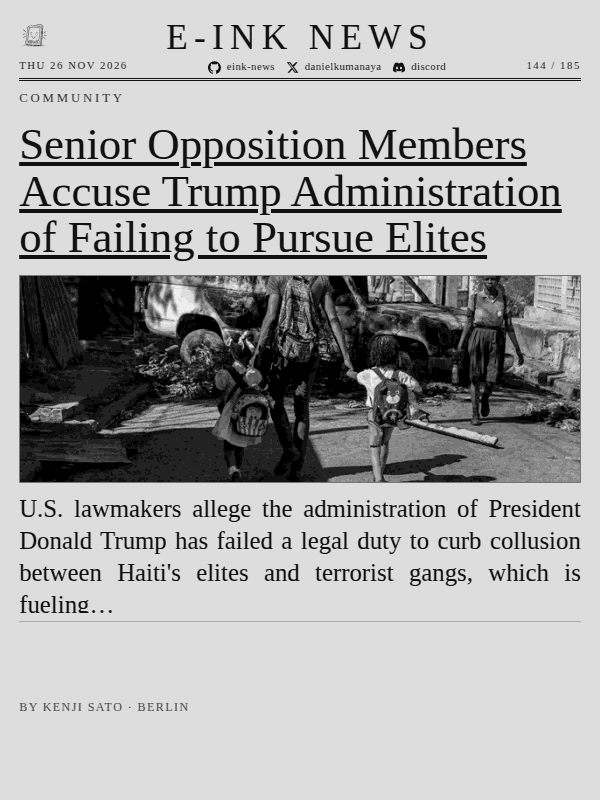 E-INK NEWS
THU 26 NOV 2026
eink-news danielkumanaya discord
144 / 185
COMMUNITY
Senior Opposition Members
Accuse Trump Administration
of Failing to Pursue Elites
U.S. lawmakers allege the administration of President
Donald Trump has failed a legal duty to curb collusion
between Haiti's elites and terrorist gangs, which is
fueling…
BY KENJI SATO · BERLIN